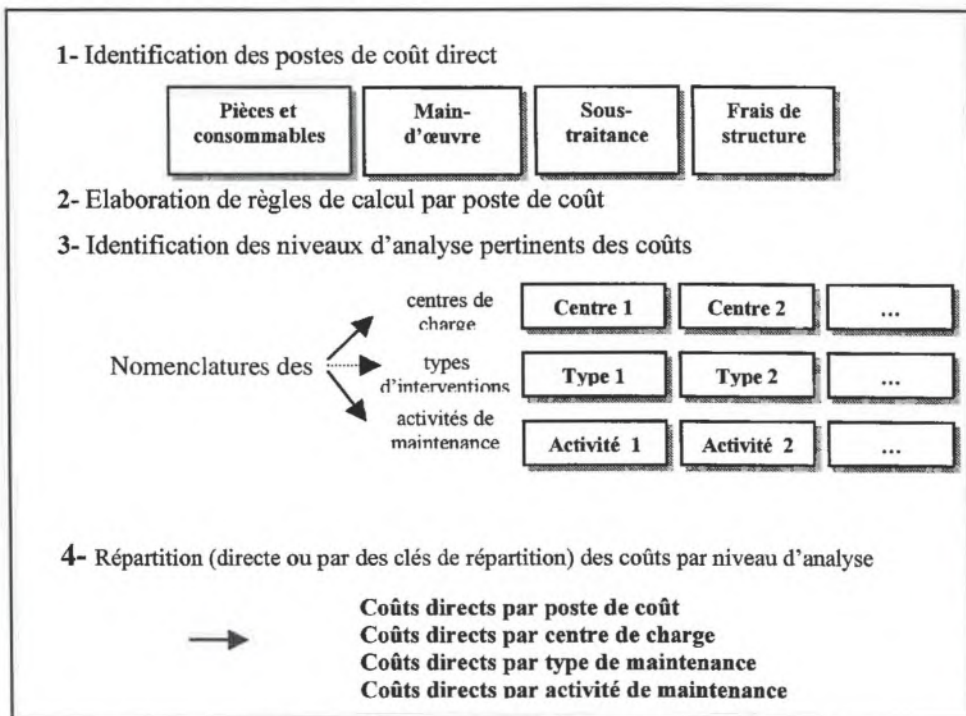 1- Identification des postes de coût direct
Pièces et consommables
Main-d'œuvre
Sous-traitance
Frais de structure
2- Elaboration de règles de calcul par poste de coût
3- Identification des niveaux d'analyse pertinents des coûts
Nomenclatures des
centres de charge
Centre 1
Centre 2
...
types d'interventions
Type 1
Type 2
...
activités de maintenance
Activité 1
Activité 2
...
4- Répartition (directe ou par des clés de répartition) des coûts par niveau d'analyse
Coûts directs par poste de coût
Coûts directs par centre de charge
Coûts directs par type de maintenance
Coûts directs par activité de maintenance